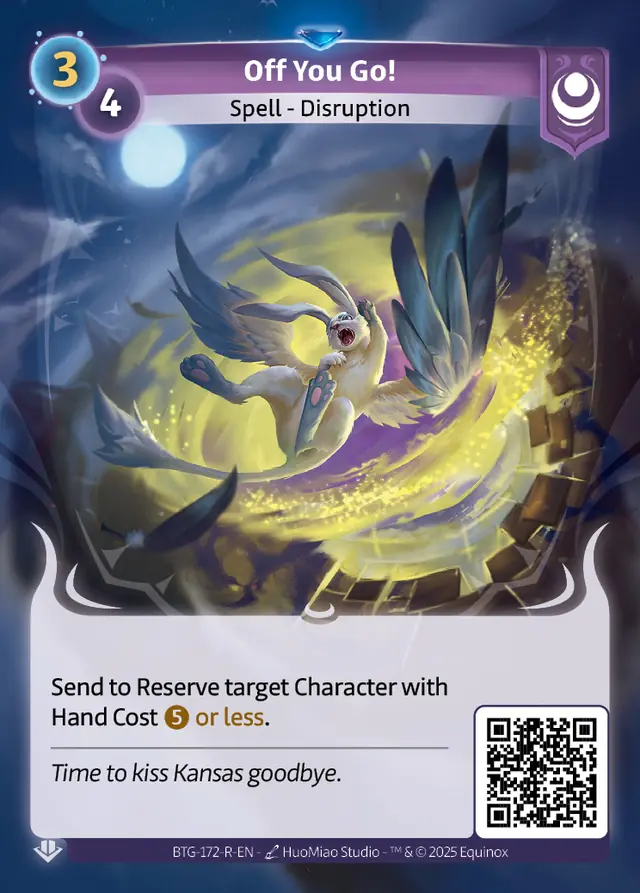 3
Off You Go!
4
Spell - Disruption
Send to Reserve target Character with
Hand Cost 5 or less.
Time to kiss Kansas goodbye.
BTG-172-R-EN - HuoMiao Studio - ™ & © 2025 Equinox